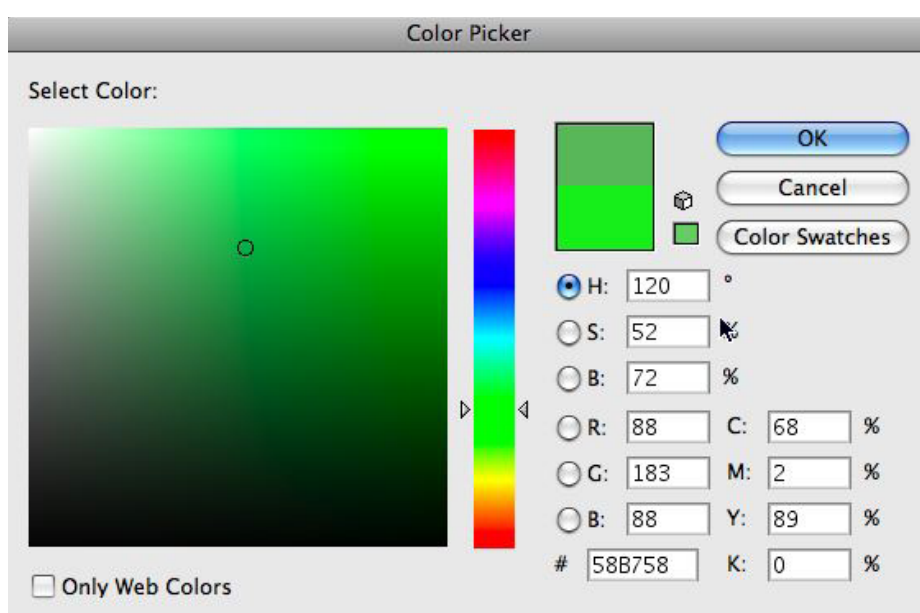 Color Picker
Select Color:
OK
Cancel
Color Swatches
H: 120 °
S: 52 %
B: 72 %
R: 88 C: 68 %
G: 183 M: 2 %
B: 88 Y: 89 %
# 58B758 K: 0 %
Only Web Colors